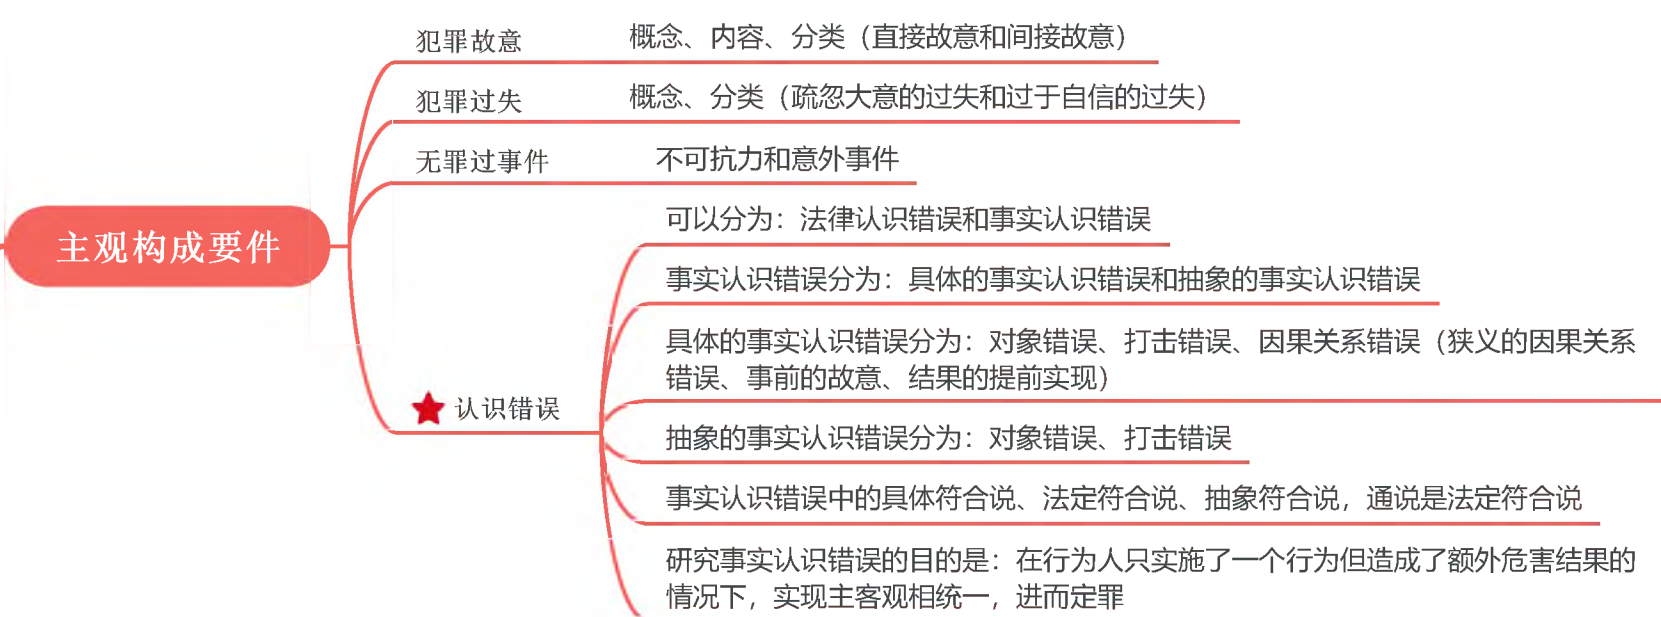 犯罪故意 概念、内容、分类（直接故意和间接故意）
犯罪过失 概念、分类（疏忽大意的过失和过于自信的过失）
无罪过事件 不可抗力和意外事件
主观构成要件
可以分为：法律认识错误和事实认识错误
事实认识错误分为：具体的事实认识错误和抽象的事实认识错误
具体的事实认识错误分为：对象错误、打击错误、因果关系错误（狭义的因果关系
错误、事前的故意、结果的提前实现）
认识错误
抽象的事实认识错误分为：对象错误、打击错误
事实认识错误中的具体符合说、法定符合说、抽象符合说，通说是法定符合说
研究事实认识错误的目的是：在行为人只实施了一个行为但造成了额外危害结果的
情况下，实现主客观相统一，进而定罪